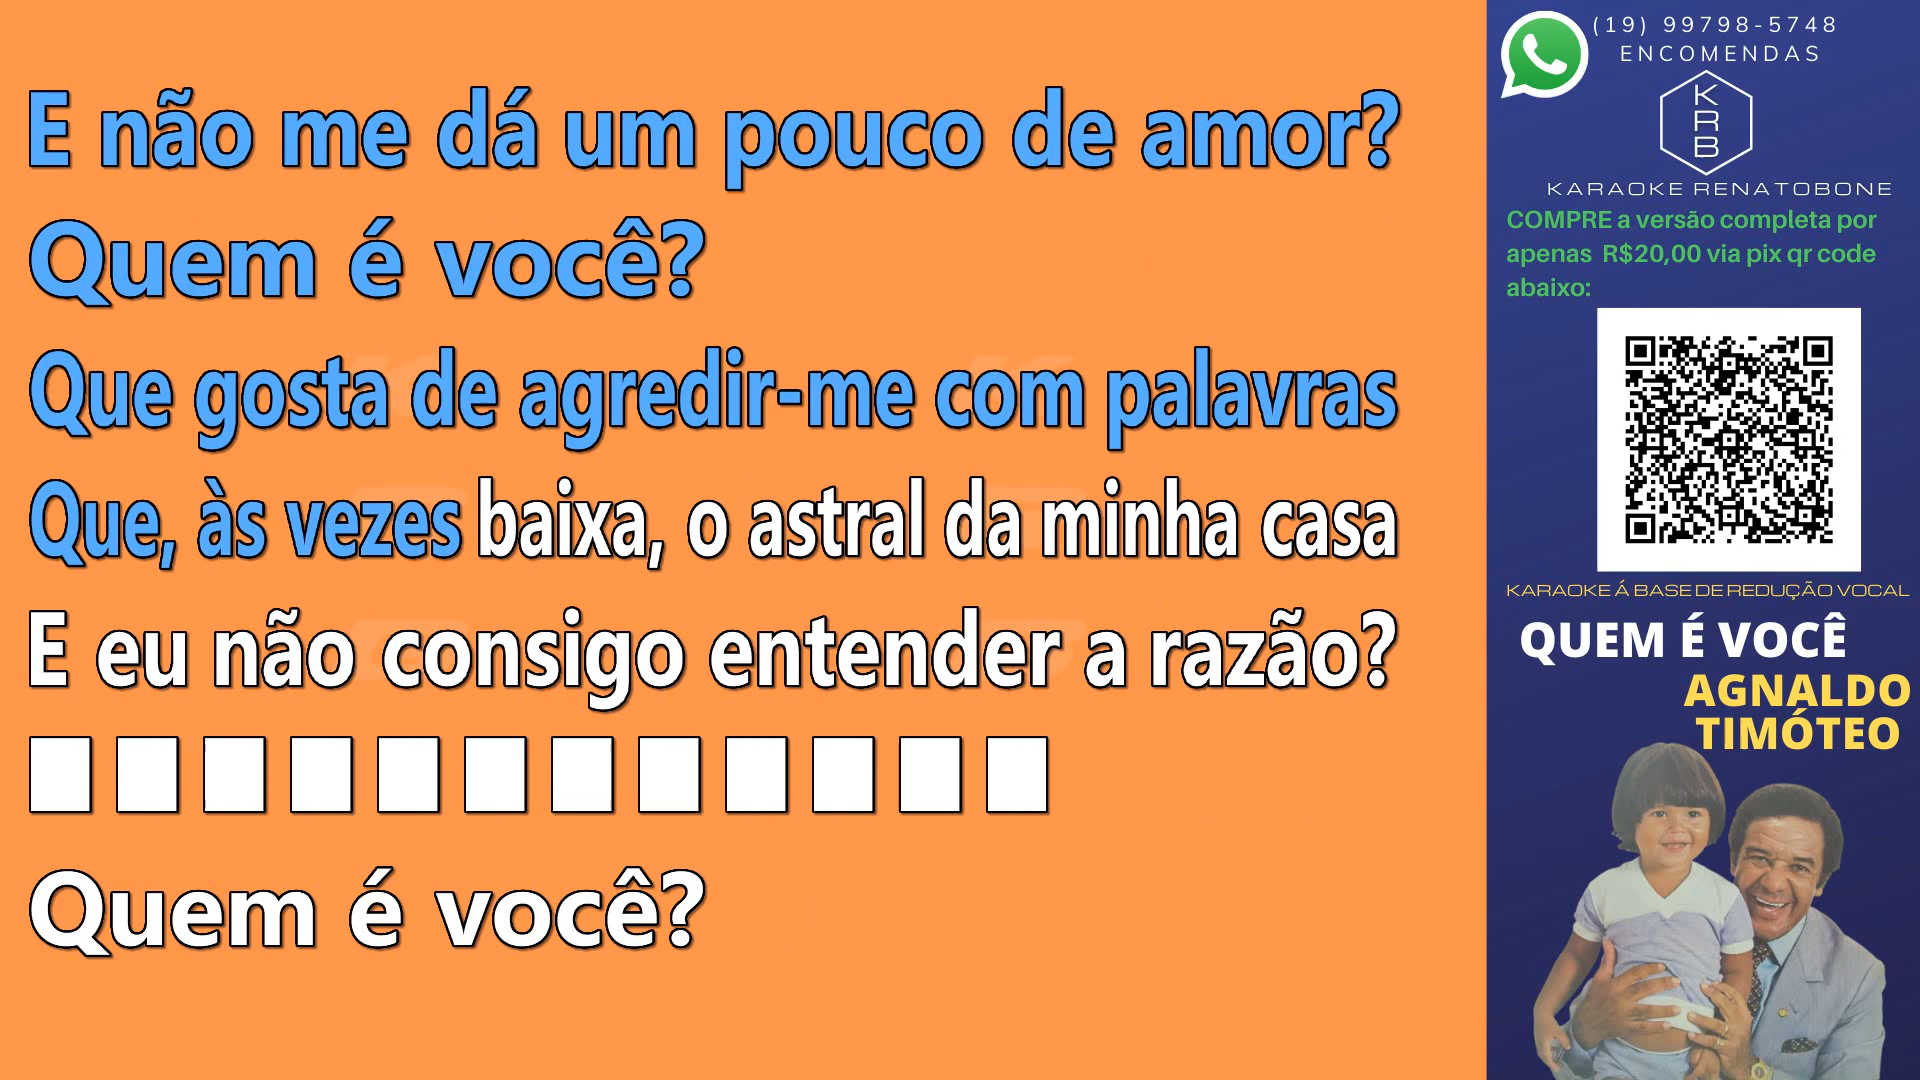 E não me dá um pouco de amor?
Quem é você?
Que gosta de agredir-me com palavras
Que, às vezes baixa, o astral da minha casa
E eu não consigo entender a razão?
Quem é você?
(19) 99798-5748
ENCOMENDAS
K
R
B
KARAOKE RENATOBONE
COMPRE a versão completa por
apenas R$20,00 via pix qr code
abaixo:
KARAOKE Á BASE DE REDUÇÃO VOCAL
QUEM É VOCÊ
AGNALDO
TIMÓTEO